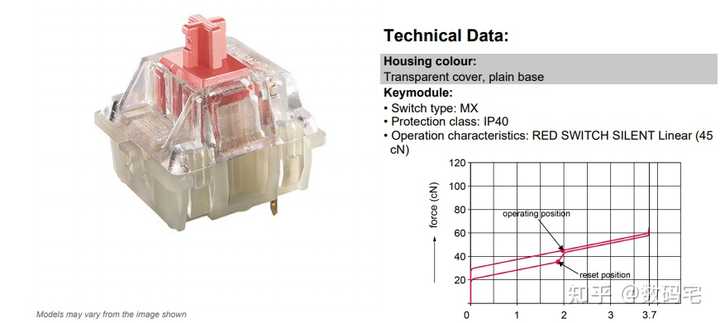 Technical Data:
Housing colour:
Transparent cover, plain base
Keymodule:
• Switch type: MX
• Protection class: IP40
• Operation characteristics: RED SWITCH SILENT Linear (45
cN)
120
100
80
60
40
20
force (cN)
operating position
reset position
0 1 2 3 3.7
Models may vary from the image shown
知乎 @数码宅